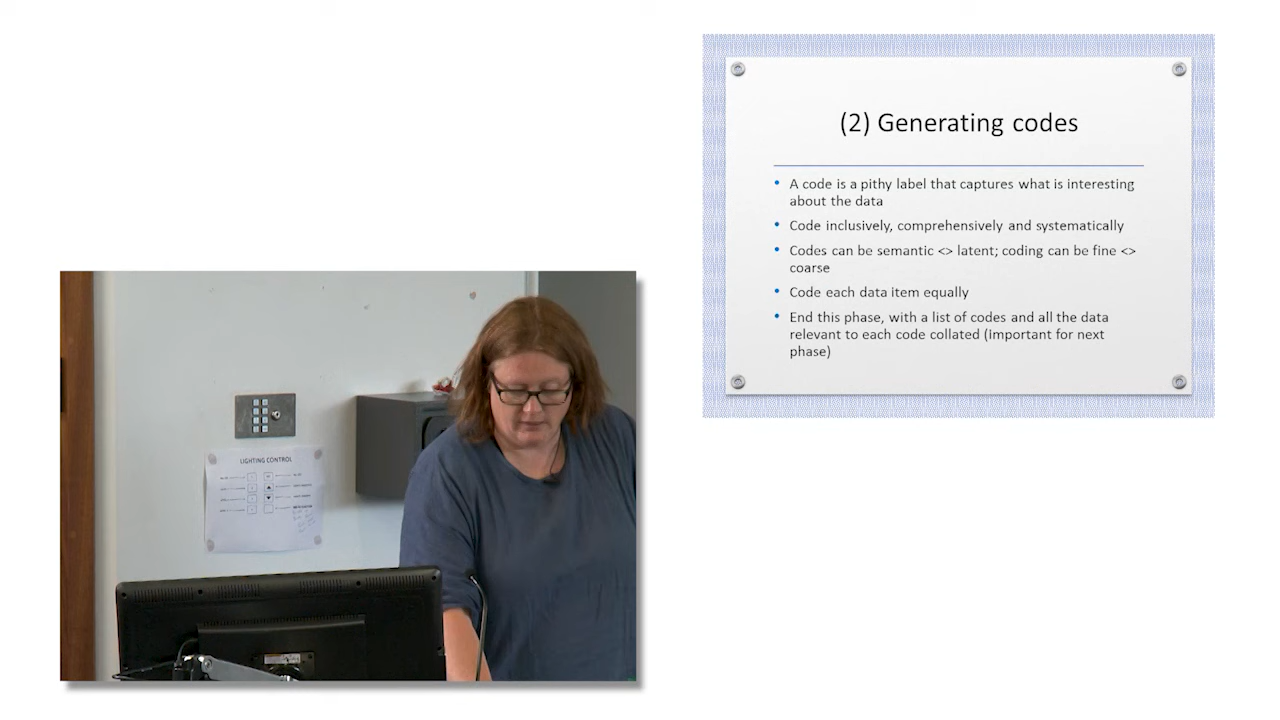 (2) Generating codes
• A code is a pithy label that captures what is interesting
about the data
• Code inclusively, comprehensively and systematically
• Codes can be semantic <> latent; coding can be fine <>
coarse
• Code each data item equally
• End this phase, with a list of codes and all the data
relevant to each code collated (important for next
phase)
LIGHTING CONTROL